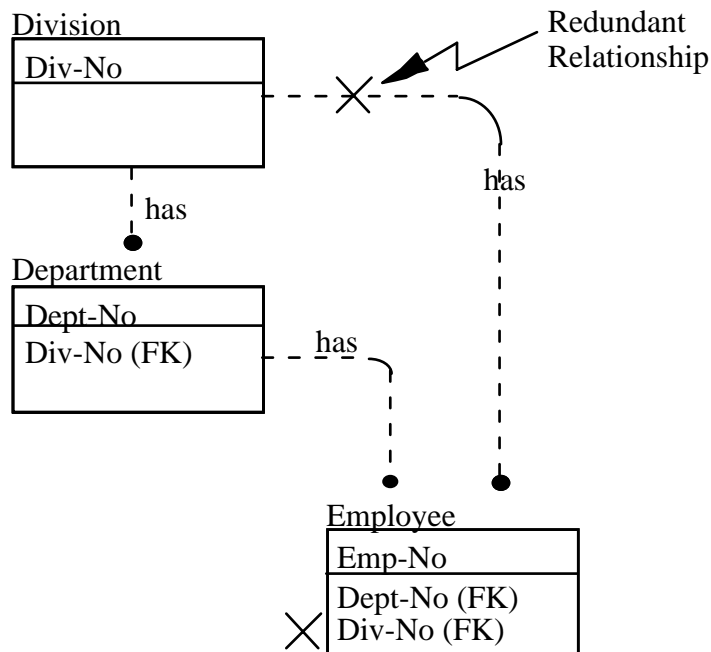 Division
Div-No
Redundant
Relationship
has
has
Department
Dept-No
Div-No (FK)
has
Employee
Emp-No
Dept-No (FK)
Div-No (FK)